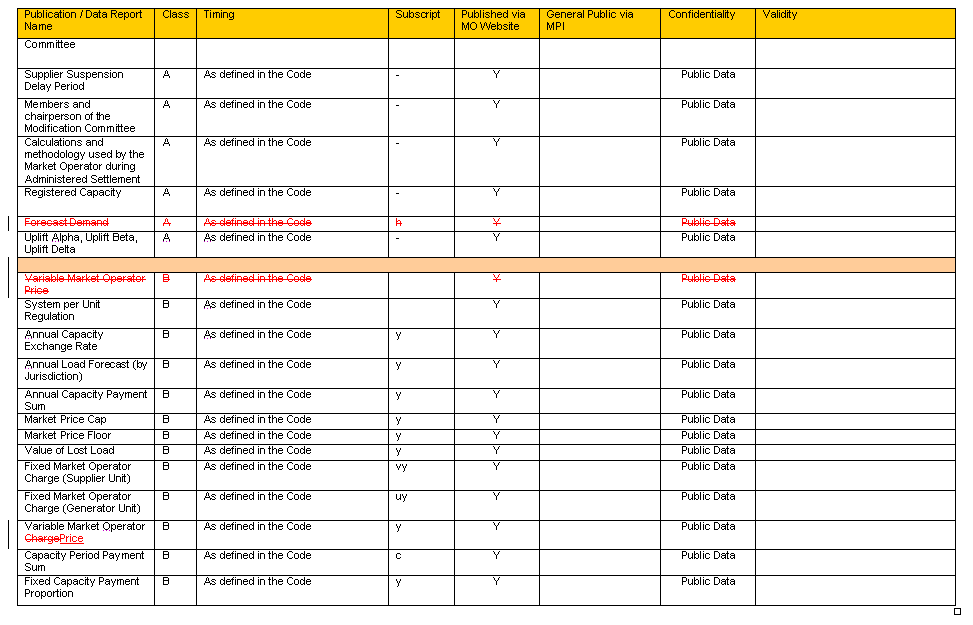 Publication / Data Report Name Class Timing Subscript Published via MO Website General Public via MPI Confidentiality Validity
Committee
Supplier Suspension Delay Period A As defined in the Code - Y Public Data
Members and chairperson of the Modification Committee A As defined in the Code - Y Public Data
Calculations and methodology used by the Market Operator during Administered Settlement A As defined in the Code - Y Public Data
Registered Capacity A As defined in the Code - Y Public Data
Forecast Demand A As defined in the Code h Y Public Data
Uplift Alpha, Uplift Beta, Uplift Delta A As defined in the Code - Y Public Data
Variable Market Operator Price B As defined in the Code Y Public Data
System per Unit Regulation B As defined in the Code Y Public Data
Annual Capacity Exchange Rate B As defined in the Code y Y Public Data
Annual Load Forecast (by Jurisdiction) B As defined in the Code y Y Public Data
Annual Capacity Payment Sum B As defined in the Code y Y Public Data
Market Price Cap B As defined in the Code y Y Public Data
Market Price Floor B As defined in the Code y Y Public Data
Value of Lost Load B As defined in the Code y Y Public Data
Fixed Market Operator Charge (Supplier Unit) B As defined in the Code vy Y Public Data
Fixed Market Operator Charge (Generator Unit) B As defined in the Code uy Y Public Data
Variable Market Operator ChargePrice B As defined in the Code y Y Public Data
Capacity Period Payment Sum B As defined in the Code c Y Public Data
Fixed Capacity Payment Proportion B As defined in the Code y Y Public Data